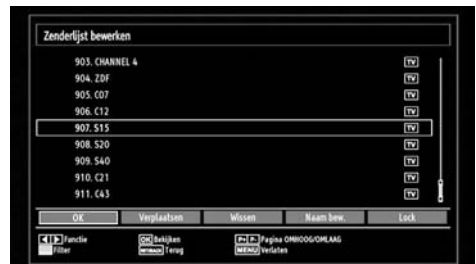 Zenderlijst bewerken
903. CHANNEL 4 TV
904. ZDF TV
905. C07 TV
906. C12 TV
907. S15 TV
908. S20 TV
909. S40 TV
910. C21 TV
911. C43 TV
OK Verplaatsen Wissen Naam bew. Lock
Functie OK Bekijken P+ P- Pagina OMHOOG/OMLAAG
Filter Terug MENU Verlaten